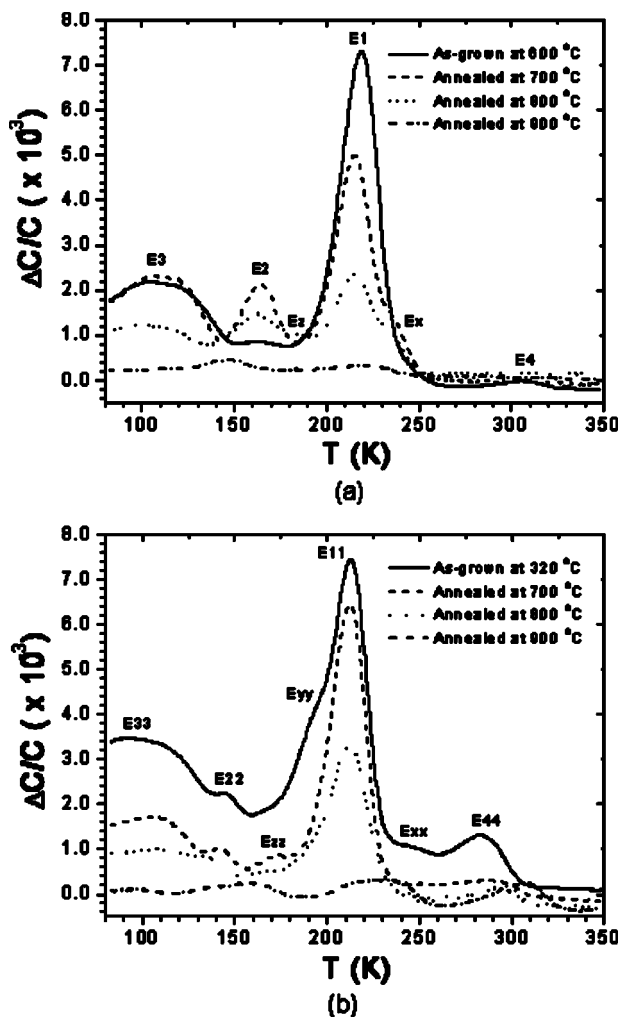 8.0
7.0
6.0
5.0
4.0
3.0
2.0
1.0
0.0
ΔC/C ( x 10³)
E1
E2
E3
Ez
Ex
E4
As-grown at 600 °C
Annealed at 700 °C
Annealed at 800 °C
Annealed at 900 °C
100 150 200 250 300 350
T (K)
(a)
8.0
7.0
6.0
5.0
4.0
3.0
2.0
1.0
0.0
ΔC/C ( x 10³)
E11
Eyy
E33
E22
Ezz
Exx
E44
As-grown at 320 °C
Annealed at 700 °C
Annealed at 800 °C
Annealed at 900 °C
100 150 200 250 300 350
T (K)
(b)